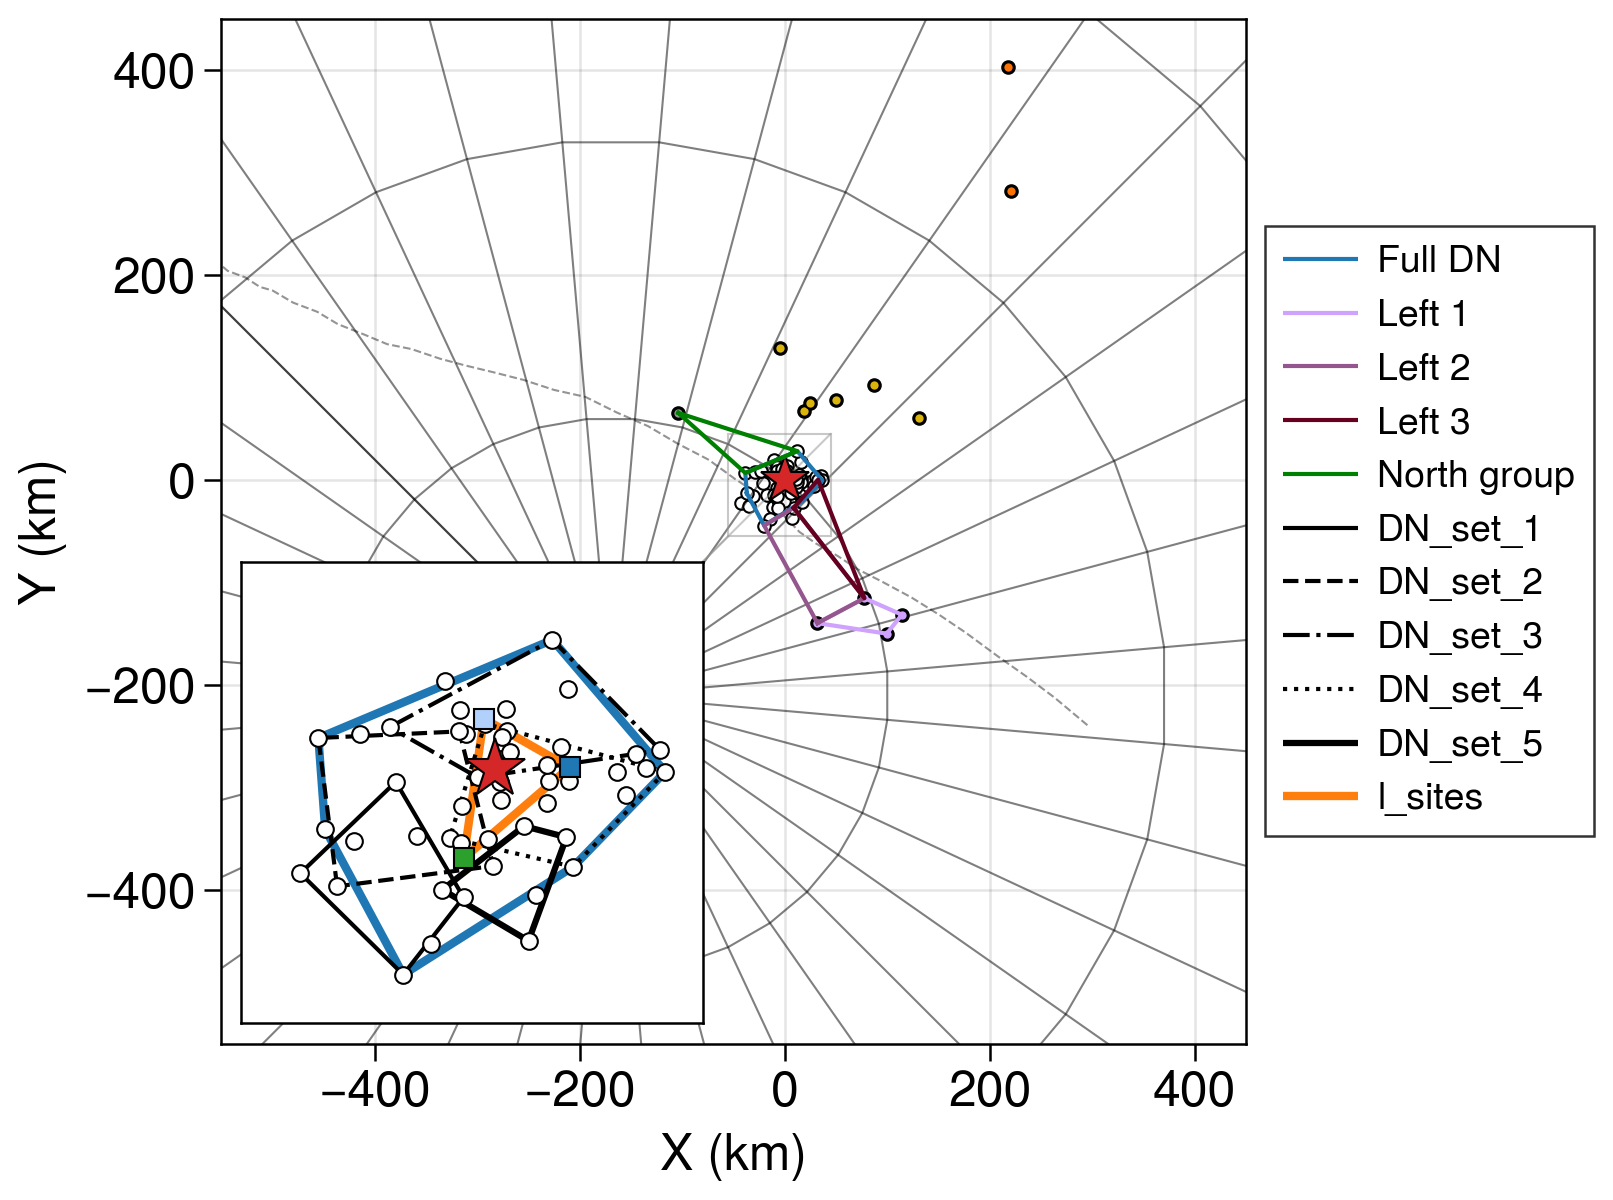 400
200
0
−200
−400
Y (km)
−400
−200
0
200
400
X (km)
Full DN
Left 1
Left 2
Left 3
North group
DN_set_1
DN_set_2
DN_set_3
DN_set_4
DN_set_5
I_sites